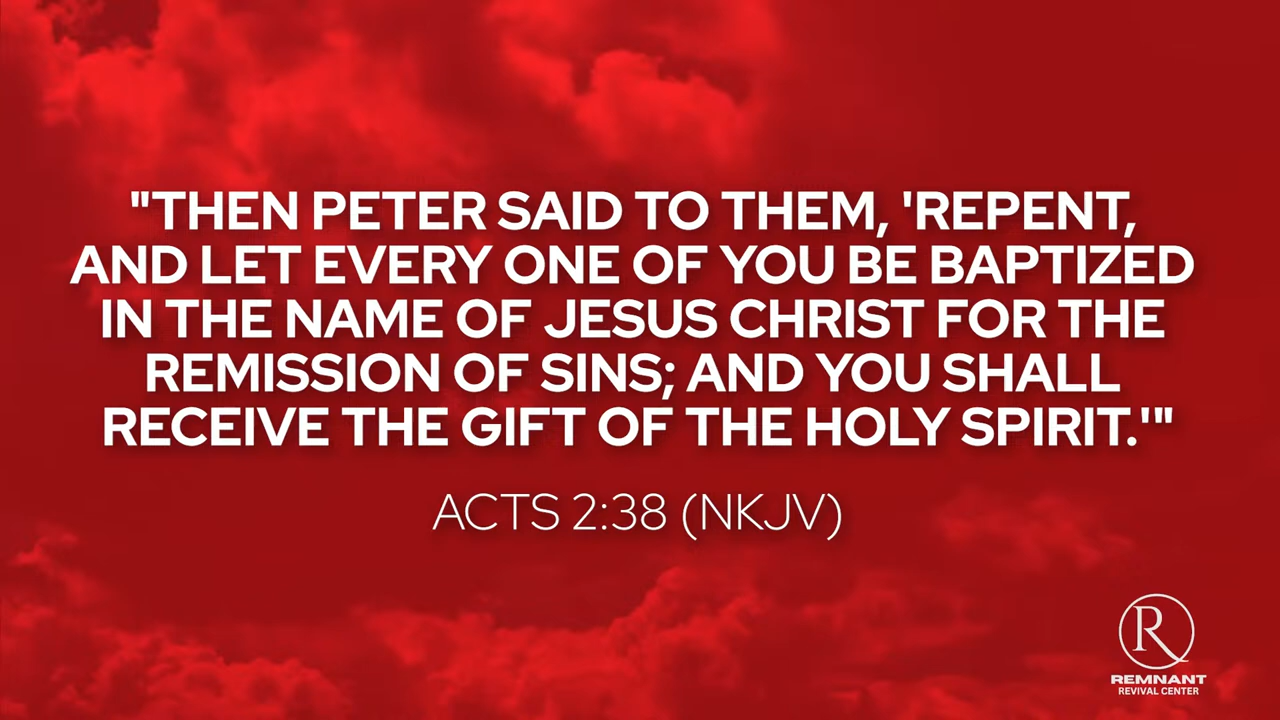 "THEN PETER SAID TO THEM, 'REPENT,
AND LET EVERY ONE OF YOU BE BAPTIZED
IN THE NAME OF JESUS CHRIST FOR THE
REMISSION OF SINS; AND YOU SHALL
RECEIVE THE GIFT OF THE HOLY SPIRIT.'"
ACTS 2:38 (NKJV)
R
REMNANT
REVIVAL CENTER